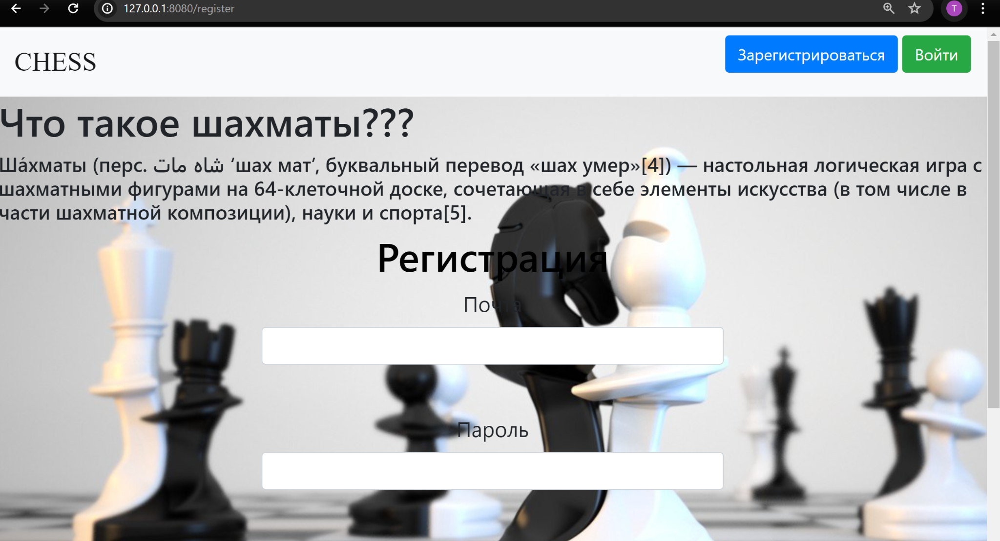 127.0.0.1:8080/register
T
CHESS
Зарегистрироваться
Войти
Что такое шахматы???
Ша́хматы (перс. شاه مات ‘шах мат’, буквальный перевод «шах умер»[4]) — настольная логическая игра с
шахматными фигурами на 64-клеточной доске, сочетающая в себе элементы искусства (в том числе в
части шахматной композиции), науки и спорта[5].
Регистрация
Почта
Пароль